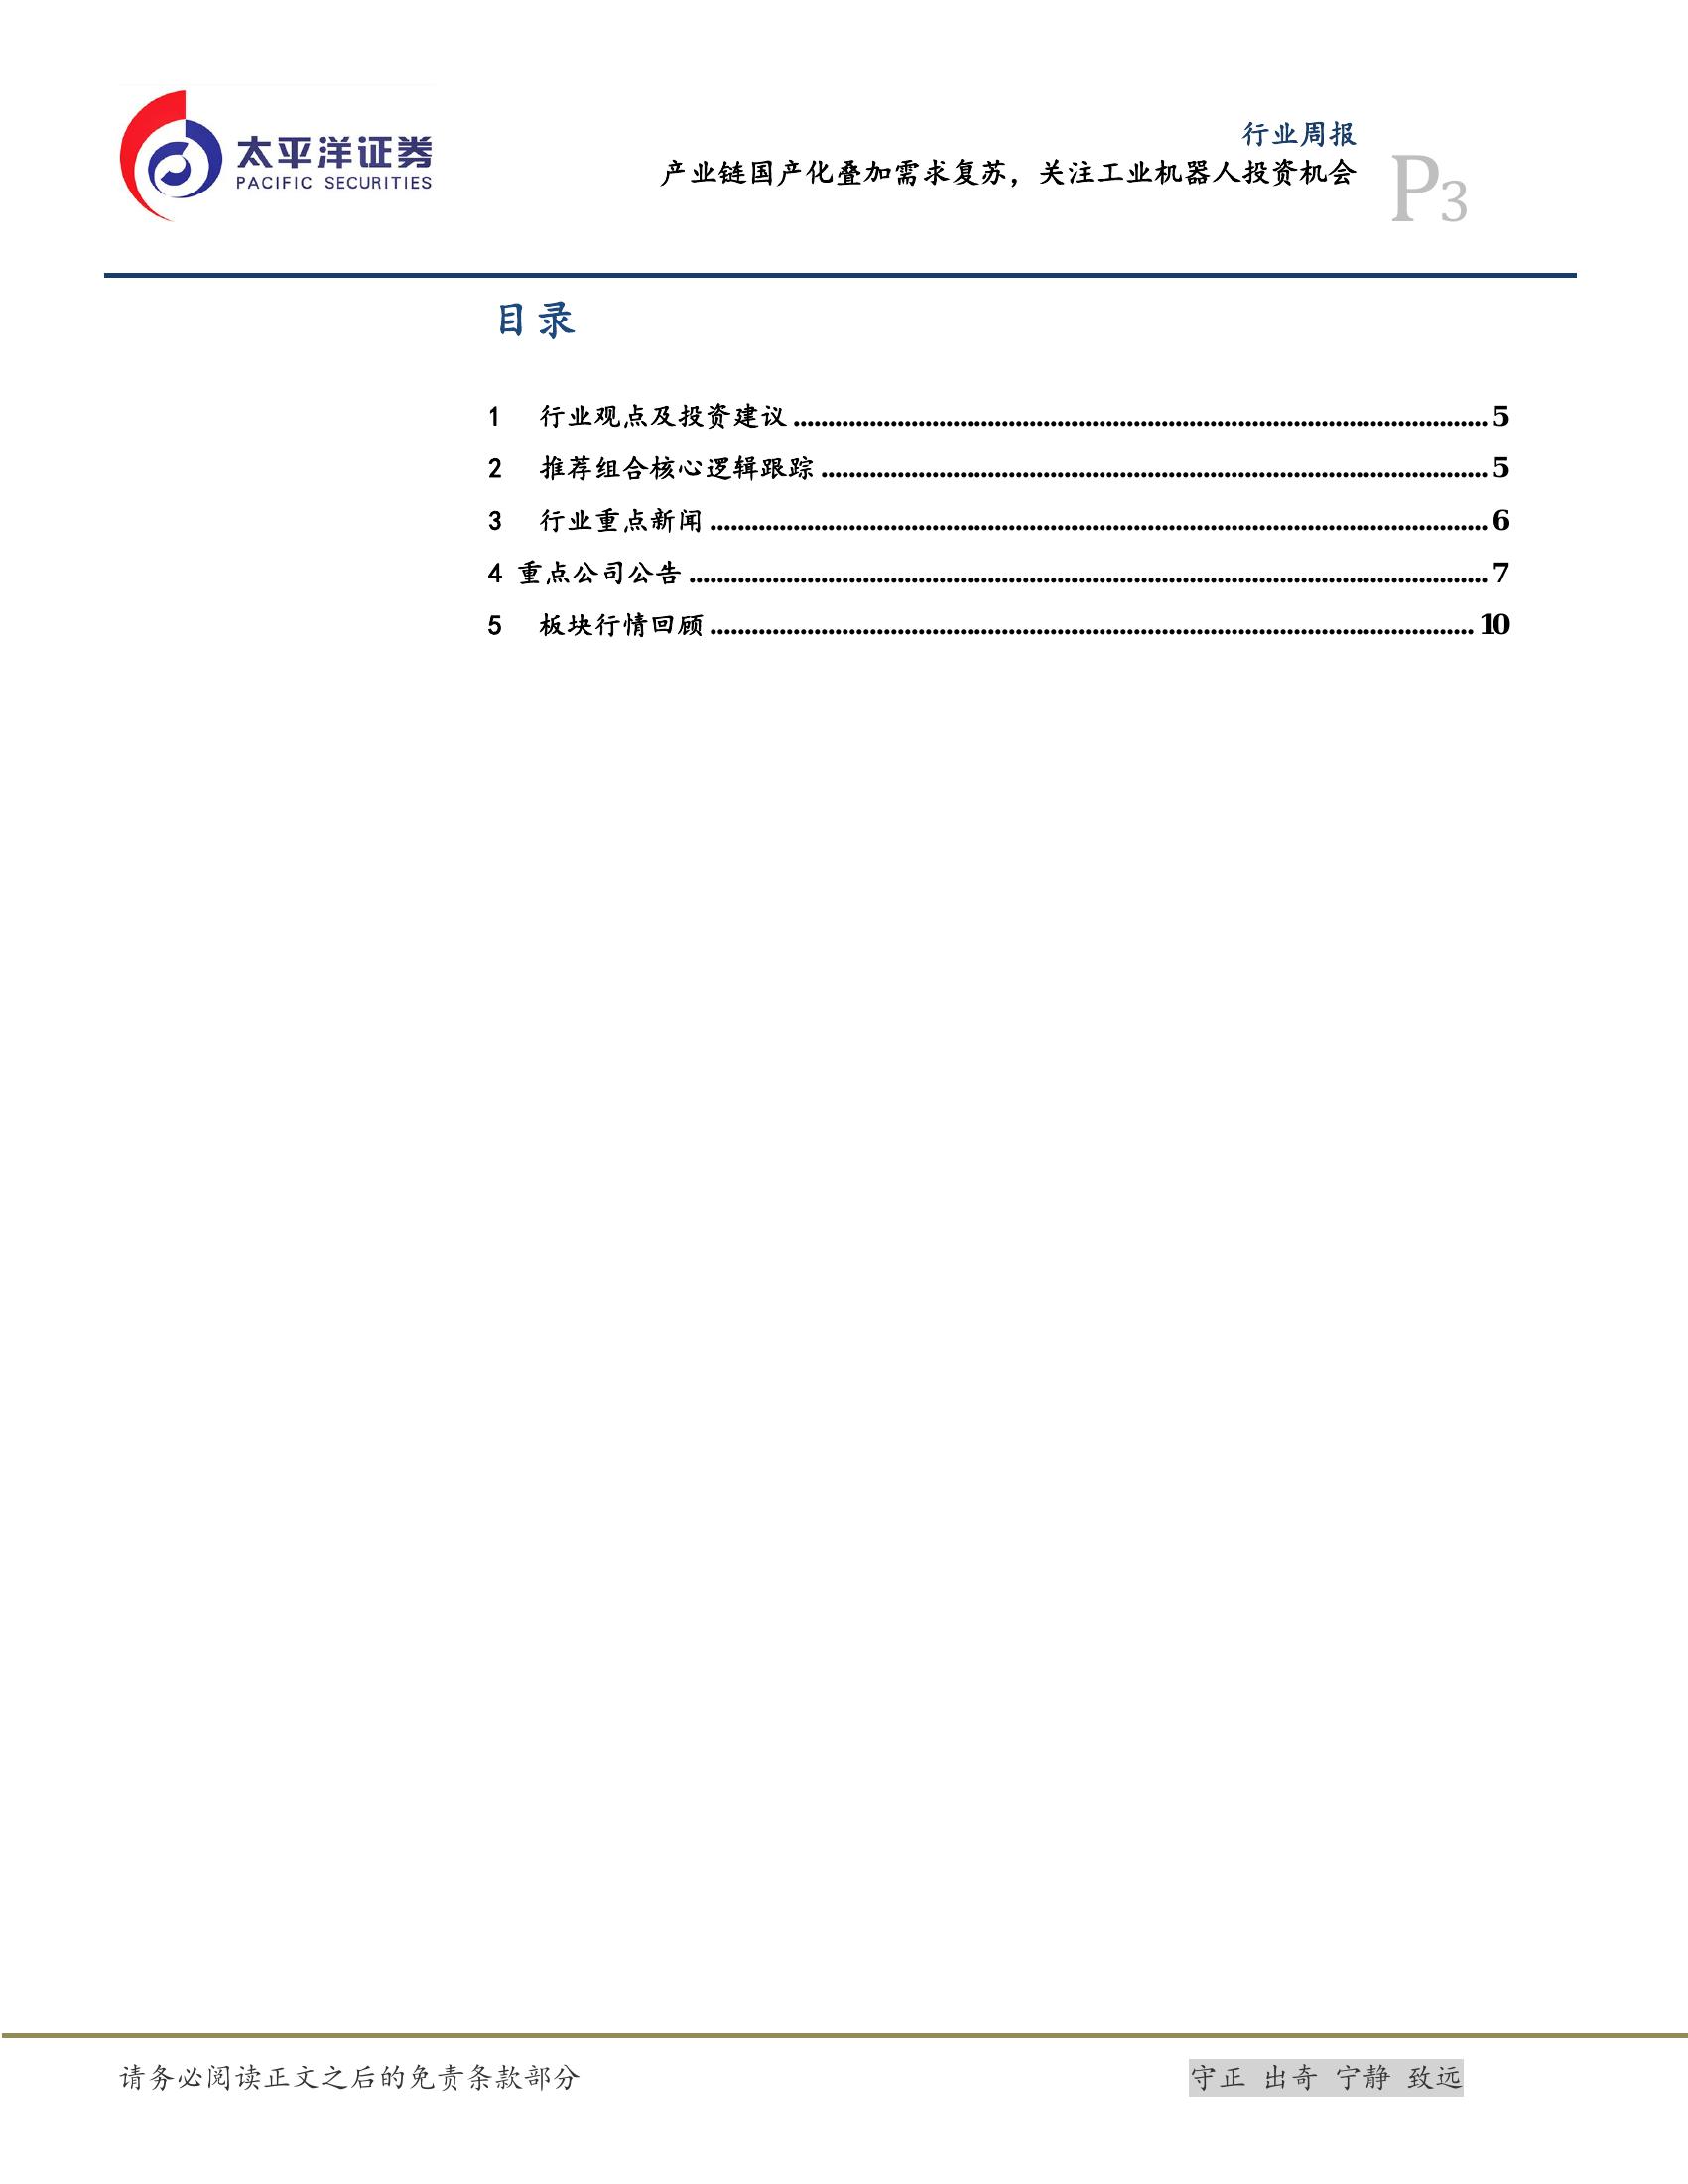 太平洋证券
PACIFIC SECURITIES
行业周报
产业链国产化叠加需求复苏，关注工业机器人投资机会
P3
目录
1 行业观点及投资建议 5
2 推荐组合核心逻辑跟踪 5
3 行业重点新闻 6
4 重点公司公告 7
5 板块行情回顾 10
请务必阅读正文之后的免责条款部分
守正 出奇 宁静 致远